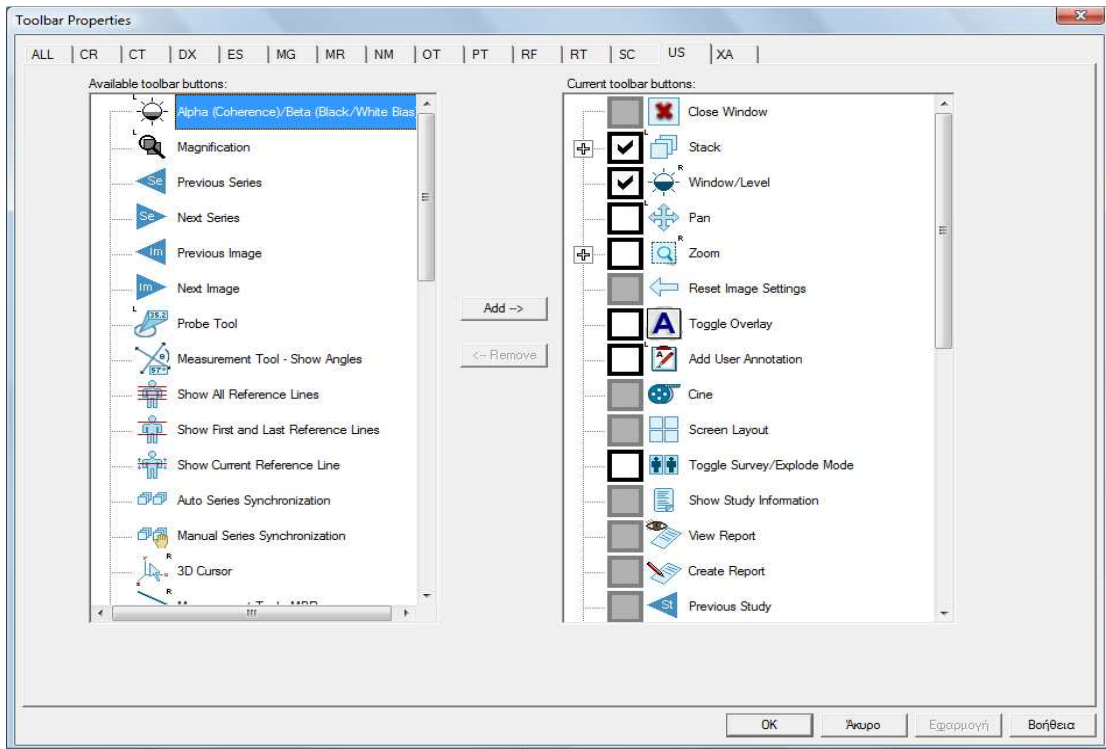 Toolbar Properties
ALL CR CT DX ES MG MR NM OT PT RF RT SC US XA
Available toolbar buttons:
Alpha (Coherence)/Beta (Black/White Bias
Magnification
Previous Series
Next Series
Previous Image
Next Image
Probe Tool
Measurement Tool - Show Angles
Show All Reference Lines
Show First and Last Reference Lines
Show Current Reference Line
Auto Series Synchronization
Manual Series Synchronization
3D Cursor
Add -->
<-- Remove
Current toolbar buttons:
Close Window
Stack
Window/Level
Pan
Zoom
Reset Image Settings
Toggle Overlay
Add User Annotation
Cine
Screen Layout
Toggle Survey/Explode Mode
Show Study Information
View Report
Create Report
Previous Study
OK Άκυρο Εφαρμογή Βοήθεια